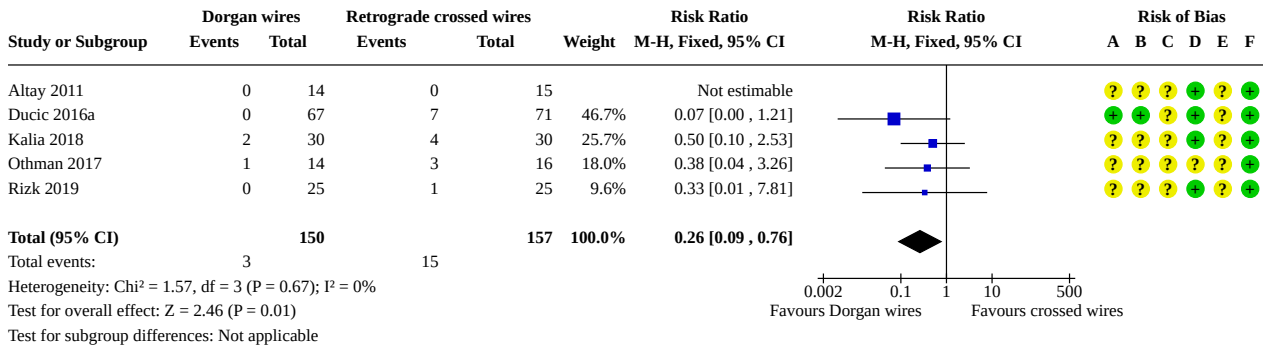 Dorgan wires Retrograde crossed wires Risk Ratio Risk Ratio Risk of Bias
Study or Subgroup Events Total Events Total Weight M-H, Fixed, 95% CI M-H, Fixed, 95% CI A B C D E F
Altay 2011 0 14 0 15 Not estimable ? ? ? + ? +
Ducic 2016a 0 67 7 71 46.7% 0.07 [0.00 , 1.21] + + ? + ? +
Kalia 2018 2 30 4 30 25.7% 0.50 [0.10 , 2.53] ? ? ? + ? +
Othman 2017 1 14 3 16 18.0% 0.38 [0.04 , 3.26] ? ? ? ? ? +
Rizk 2019 0 25 1 25 9.6% 0.33 [0.01 , 7.81] ? ? ? + ? +
Total (95% CI) 150 157 100.0% 0.26 [0.09 , 0.76]
Total events: 3 15
Heterogeneity: Chi² = 1.57, df = 3 (P = 0.67); I² = 0% 0.002 0.1 1 10 500
Test for overall effect: Z = 2.46 (P = 0.01) Favours Dorgan wires Favours crossed wires
Test for subgroup differences: Not applicable